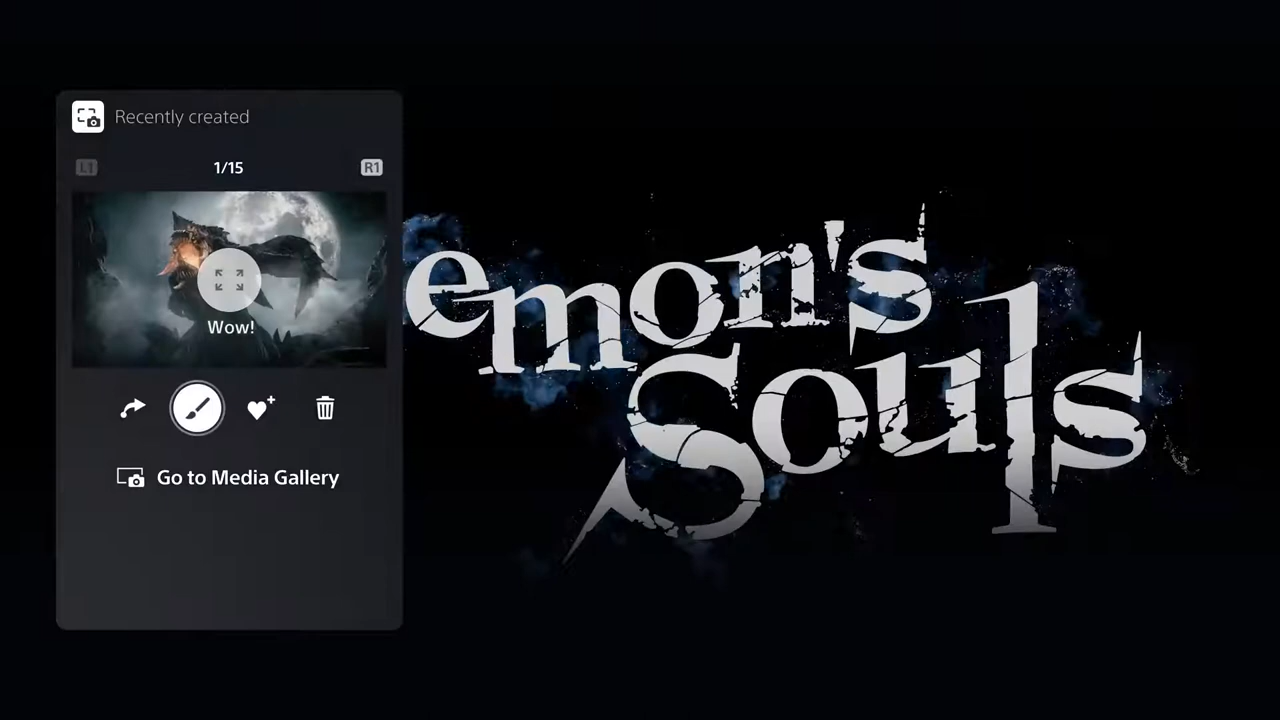 Recently created
L1
1/15
R1
Wow!
Go to Media Gallery
emon's
Souls